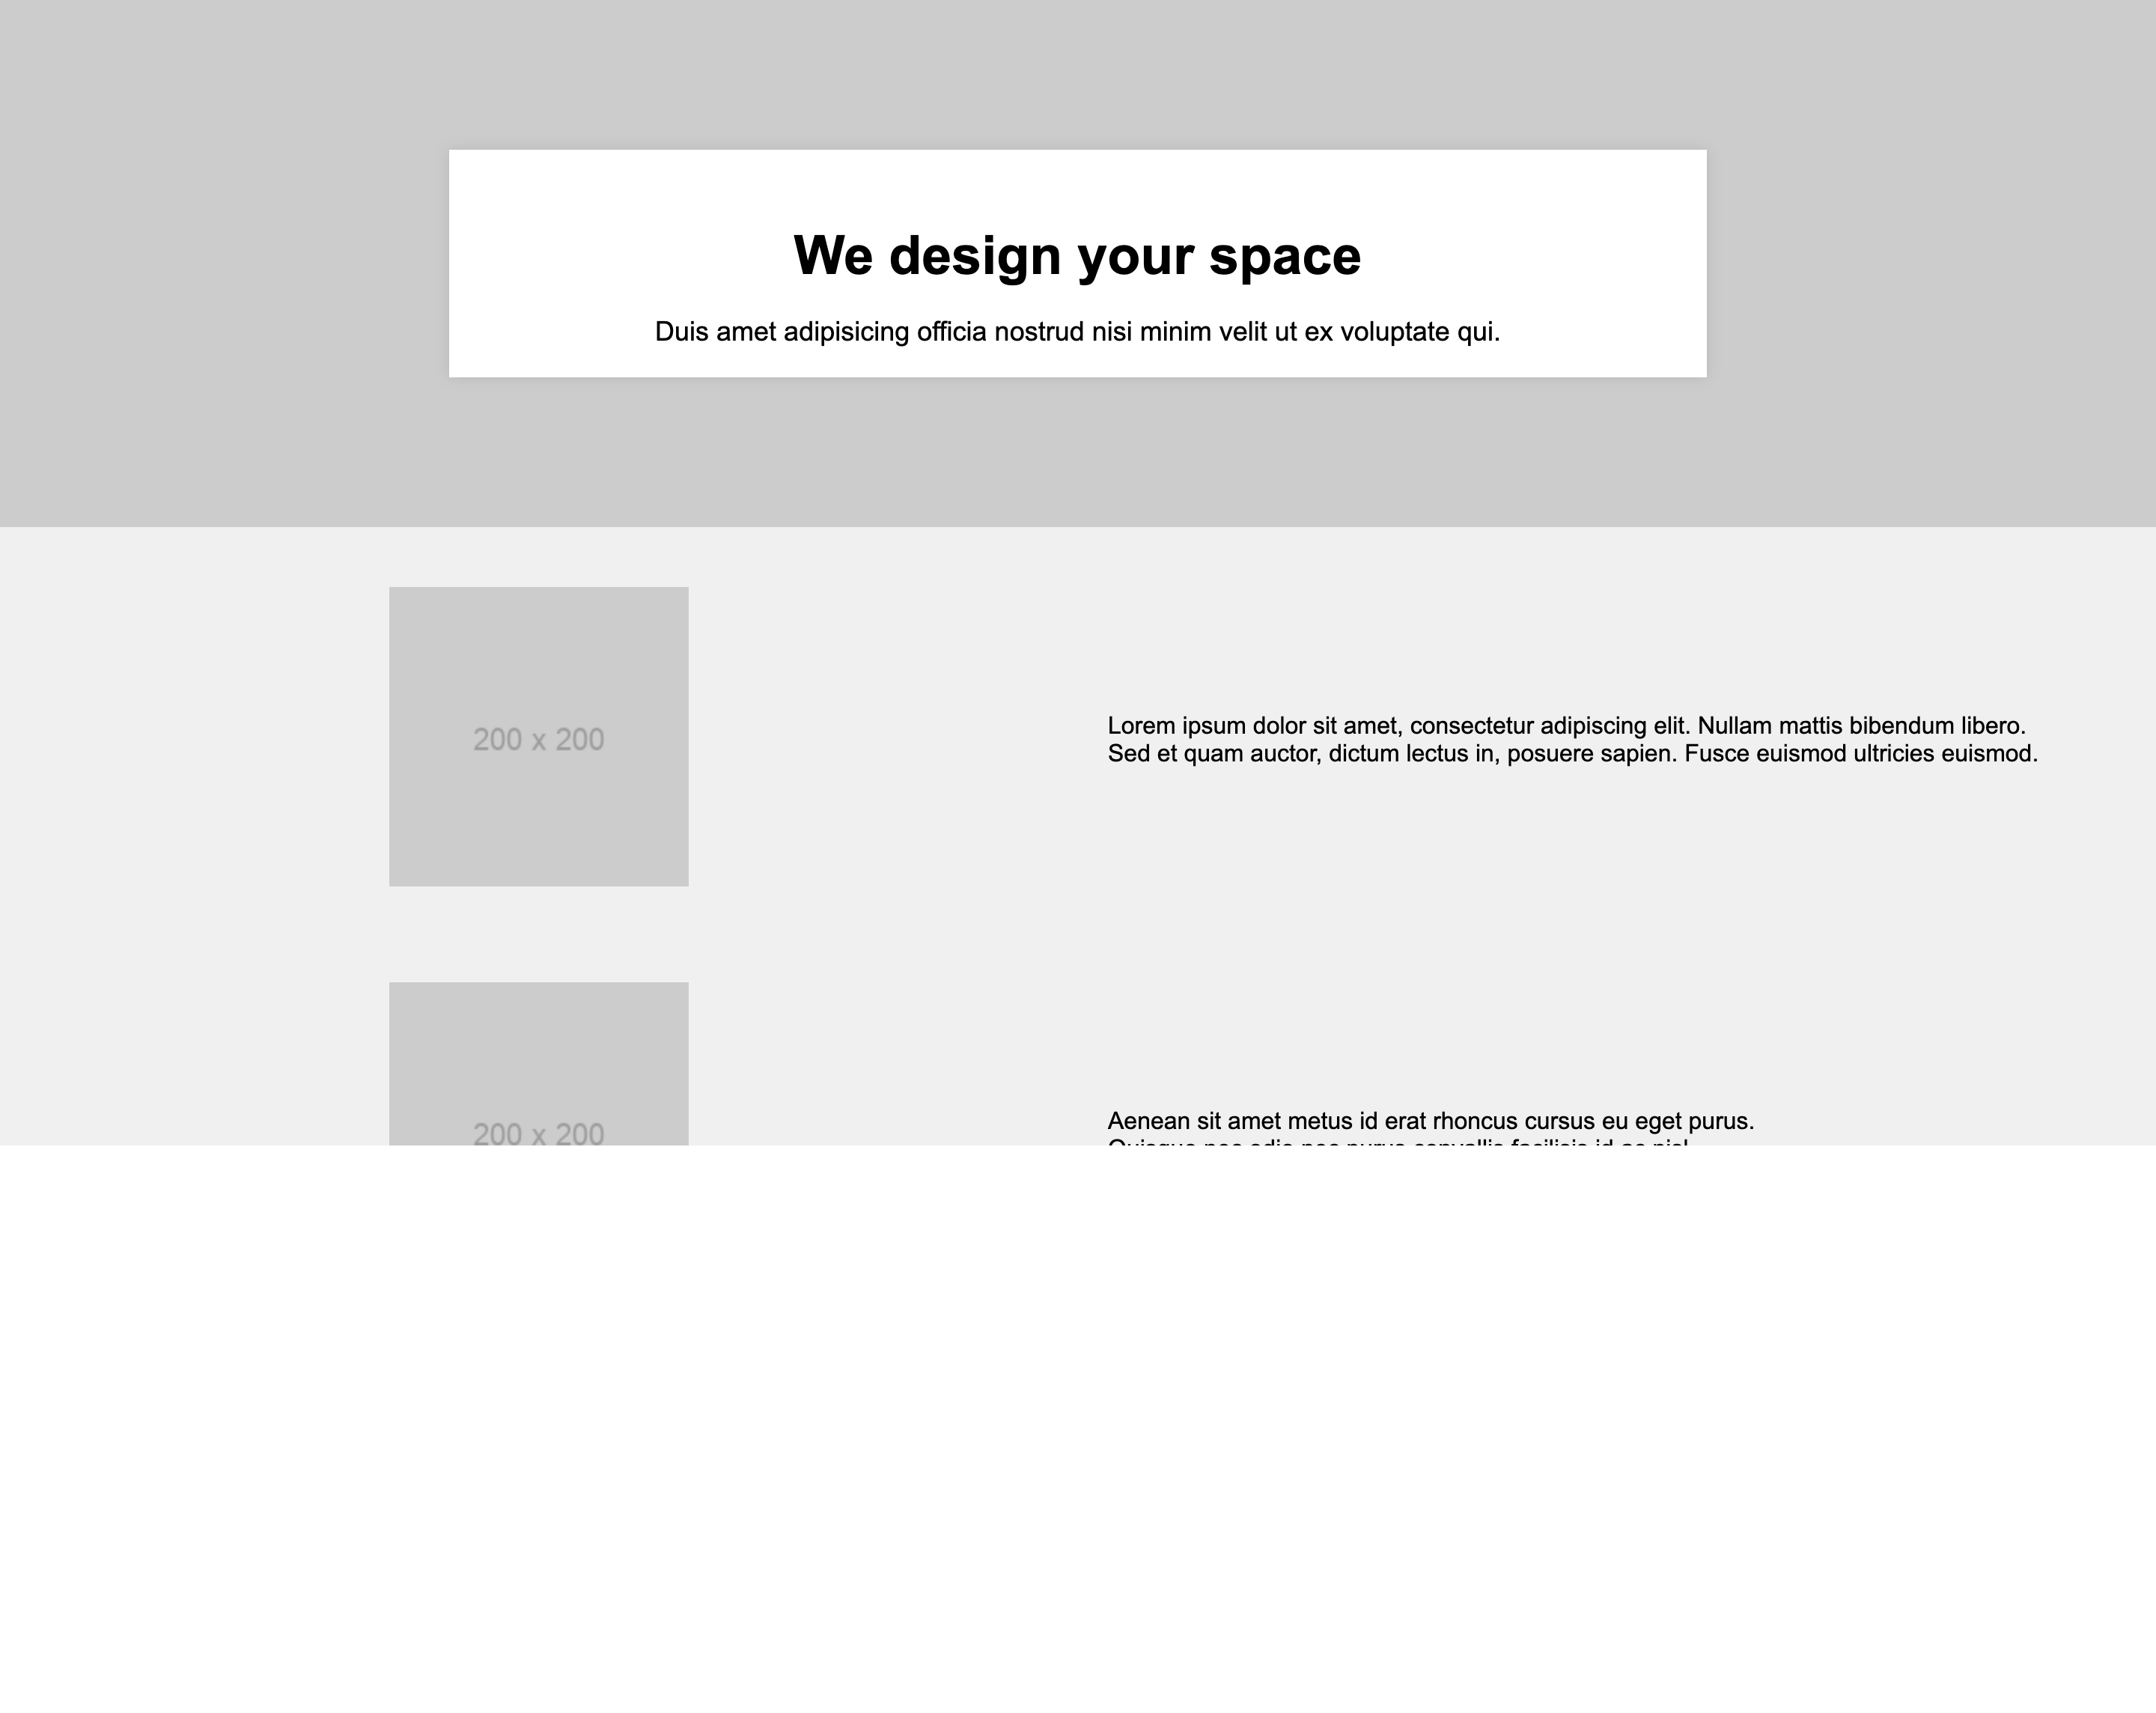 We design your space
Duis amet adipisicing officia nostrud nisi minim velit ut ex voluptate qui.
200 x 200
Lorem ipsum dolor sit amet, consectetur adipiscing elit. Nullam mattis bibendum libero.
Sed et quam auctor, dictum lectus in, posuere sapien. Fusce euismod ultricies euismod.
200 x 200
Aenean sit amet metus id erat rhoncus cursus eu eget purus.